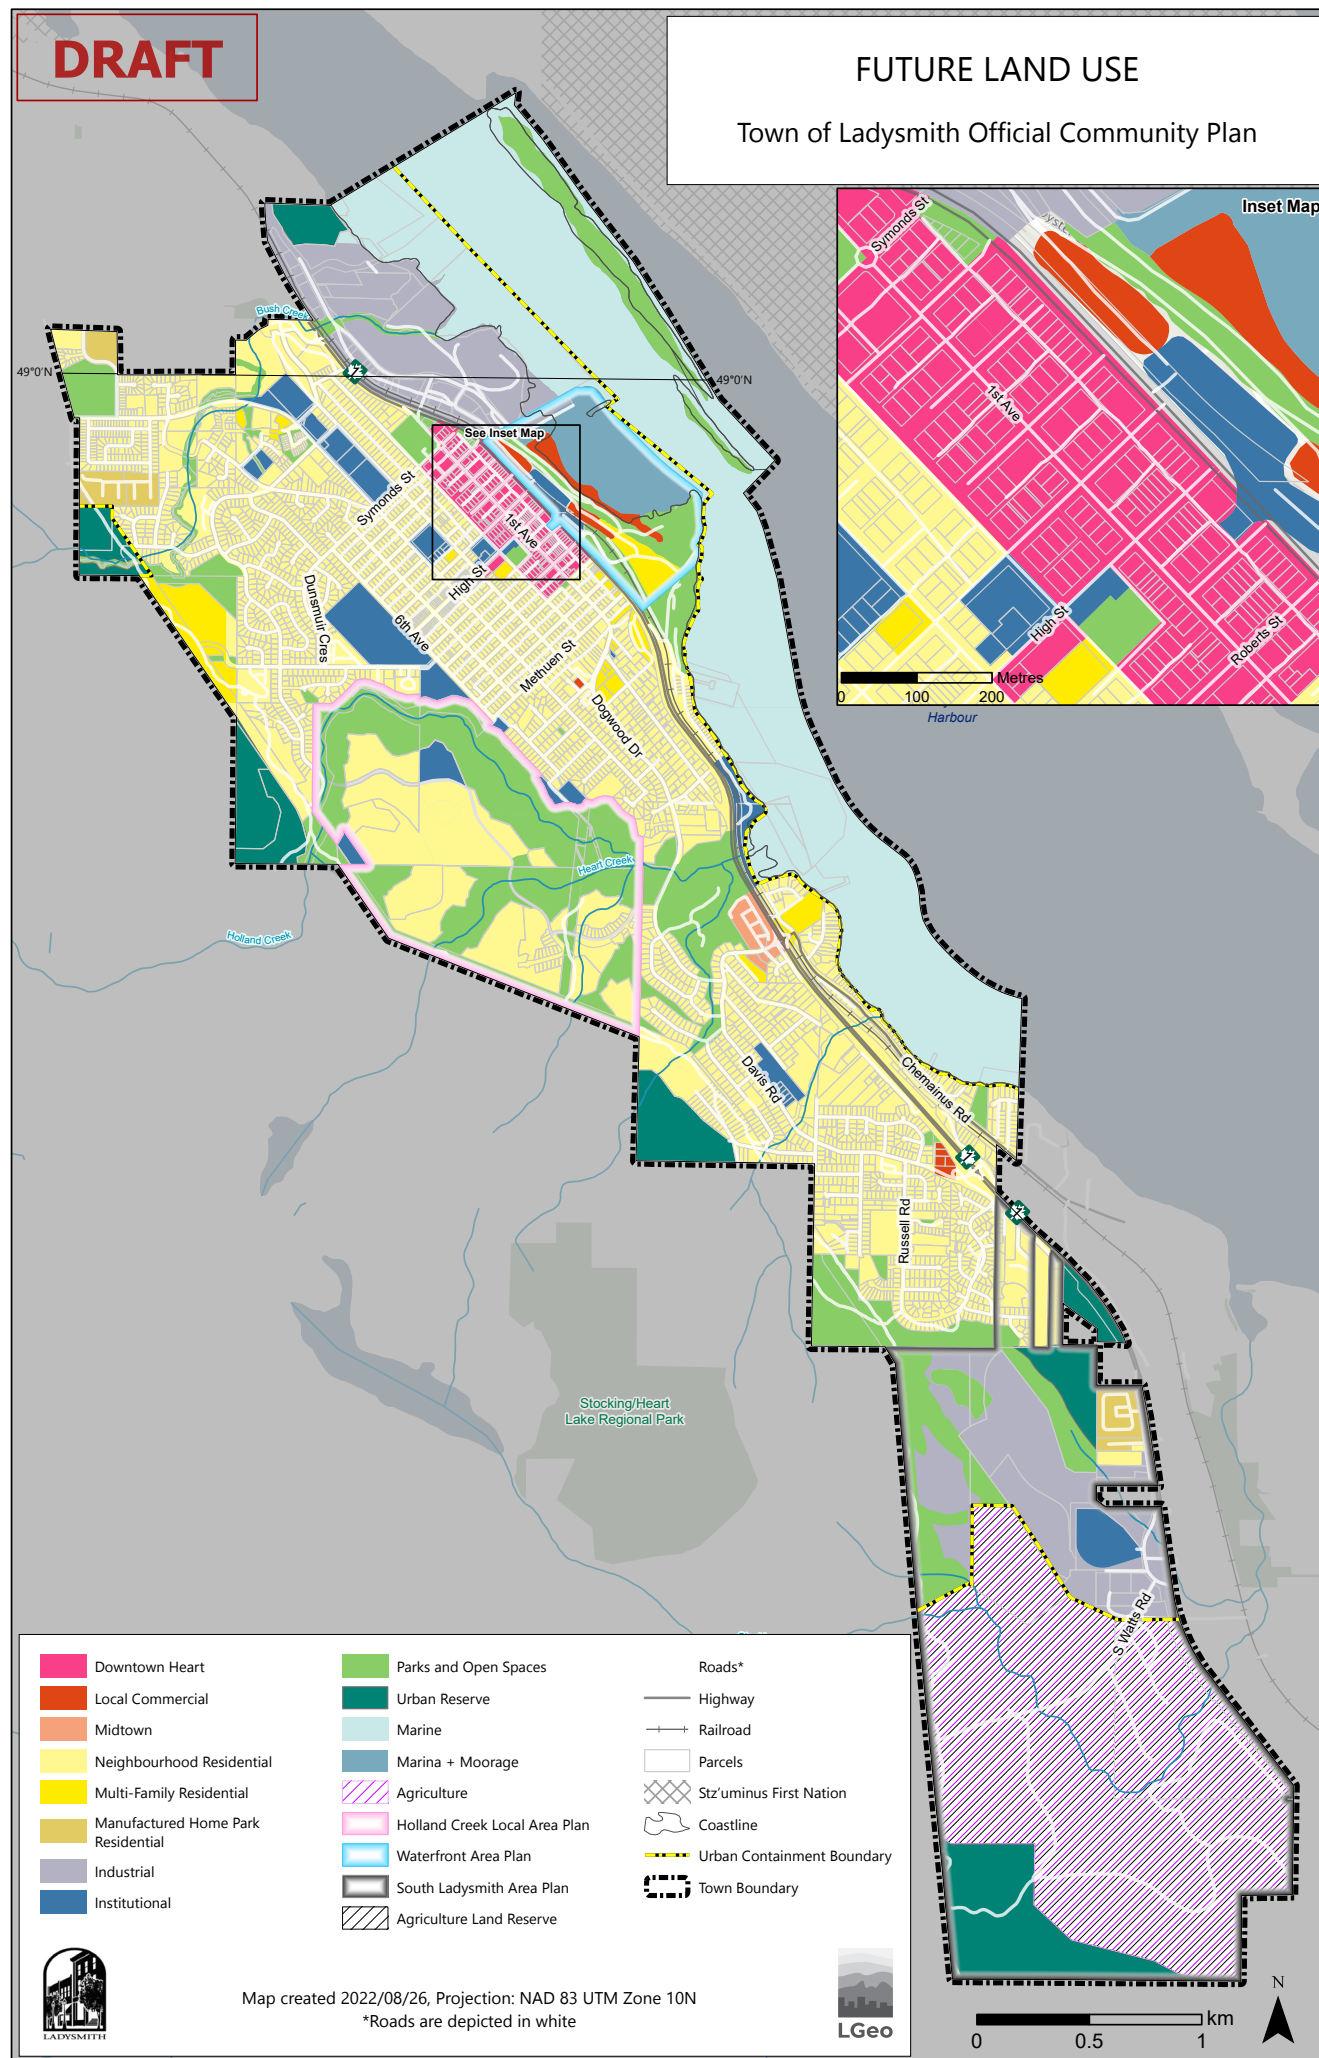 DRAFT
FUTURE LAND USE
Town of Ladysmith Official Community Plan
Inset Map
Symonds St
1st Ave
High St
Roberts St
Metres
0 100 200
Harbour
Bush Creek
49°0'N
49°0'N
See Inset Map
Symonds St
1st Ave
High St
Dunsmuir Cres
6th Ave
Methuen St
Dogwood Dr
Heart Creek
Holland Creek
Davis Rd
Chemainus Rd
Russell Rd
Stocking/Heart
Lake Regional Park
S Watts Rd
Downtown Heart
Local Commercial
Midtown
Neighbourhood Residential
Multi-Family Residential
Manufactured Home Park
Residential
Industrial
Institutional
Parks and Open Spaces
Urban Reserve
Marine
Marina + Moorage
Agriculture
Holland Creek Local Area Plan
Waterfront Area Plan
South Ladysmith Area Plan
Agriculture Land Reserve
Roads*
Highway
Railroad
Parcels
Stz'uminus First Nation
Coastline
Urban Containment Boundary
Town Boundary
LADYSMITH
Map created 2022/08/26, Projection: NAD 83 UTM Zone 10N
*Roads are depicted in white
LGeo
N
km
0 0.5 1